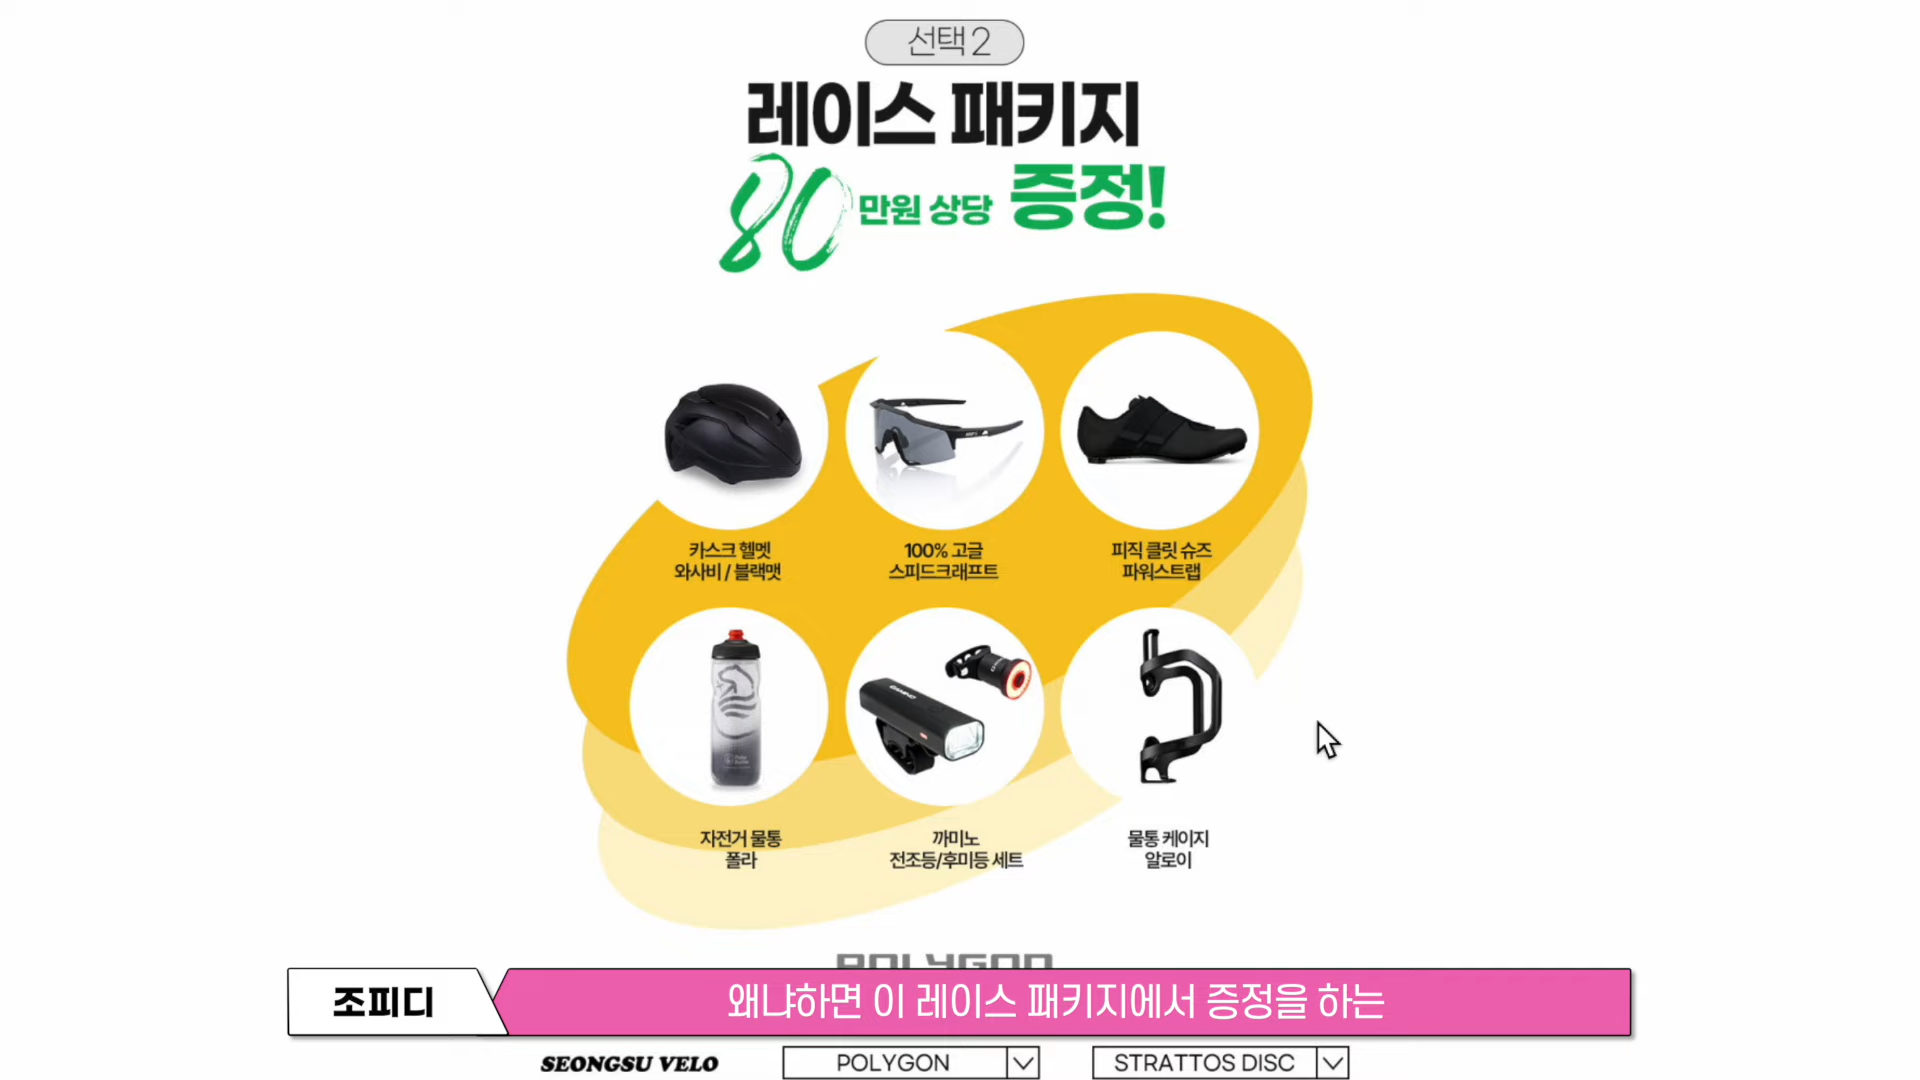 선택2
레이스 패키지
80만원 상당 증정!
카스크 헬멧
와사비 / 블랙맷
100% 고글
스피드크래프트
피직 클릿 슈즈
파워스트랩
자전거 물통
폴라
까미노
전조등/후미등 세트
물통 케이지
알로이
POLYGON
조피디
왜냐하면 이 레이스 패키지에서 증정을 하는
SEONGSU VELO
POLYGON
STRATTOS DISC